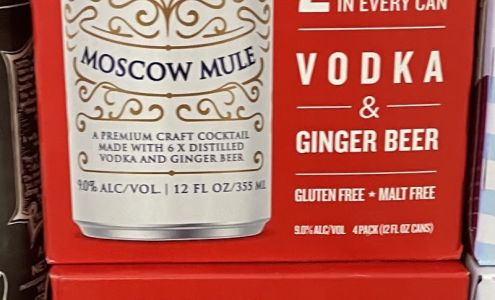 2 IN EVERY CAN
MOSCOW MULE
A PREMIUM CRAFT COCKTAIL
MADE WITH 6 X DISTILLED
VODKA AND GINGER BEER
9.0% ALC/VOL. | 12 FL OZ/355 ML
VODKA
&
GINGER BEER
GLUTEN FREE ★ MALT FREE
9.0% ALC/VOL 4 PACK (12 FL OZ CANS)